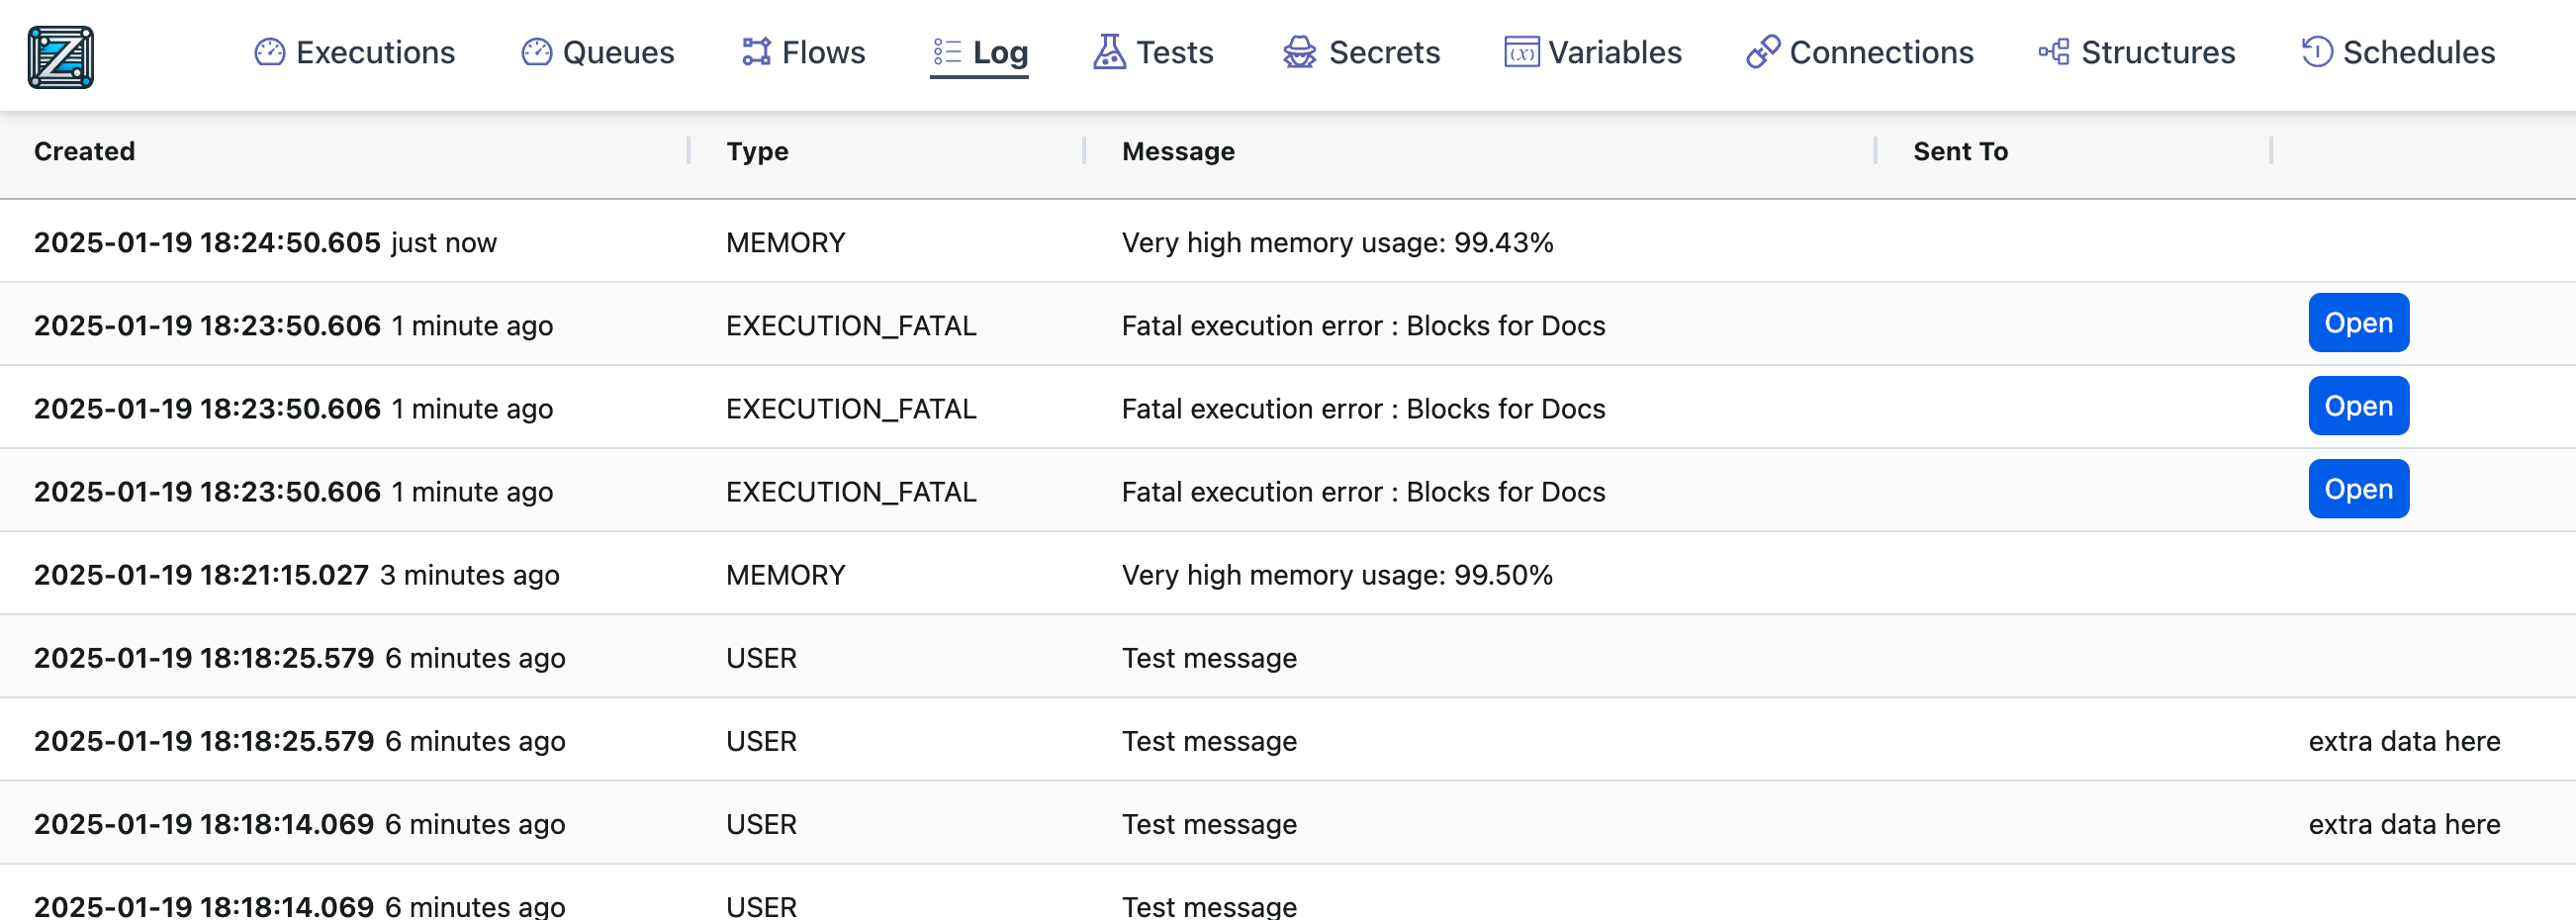 Executions Queues Flows Log Tests Secrets Variables Connections Structures Schedules
Created Type Message Sent To
2025-01-19 18:24:50.605 just now MEMORY Very high memory usage: 99.43%
2025-01-19 18:23:50.606 1 minute ago EXECUTION_FATAL Fatal execution error : Blocks for Docs Open
2025-01-19 18:23:50.606 1 minute ago EXECUTION_FATAL Fatal execution error : Blocks for Docs Open
2025-01-19 18:23:50.606 1 minute ago EXECUTION_FATAL Fatal execution error : Blocks for Docs Open
2025-01-19 18:21:15.027 3 minutes ago MEMORY Very high memory usage: 99.50%
2025-01-19 18:18:25.579 6 minutes ago USER Test message
2025-01-19 18:18:25.579 6 minutes ago USER Test message extra data here
2025-01-19 18:18:14.069 6 minutes ago USER Test message extra data here
2025-01-19 18:18:14.069 6 minutes ago USER Test message